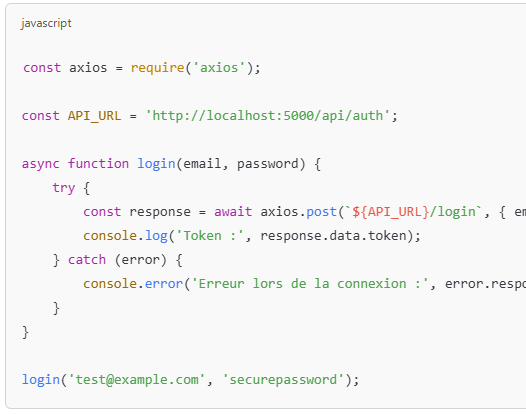 javascript
const axios = require('axios');
const API_URL = 'http://localhost:5000/api/auth';
async function login(email, password) {
try {
const response = await axios.post(`${API_URL}/login`, { em
console.log('Token :', response.data.token);
} catch (error) {
console.error('Erreur lors de la connexion :', error.respo
}
}
login('test@example.com', 'securepassword');